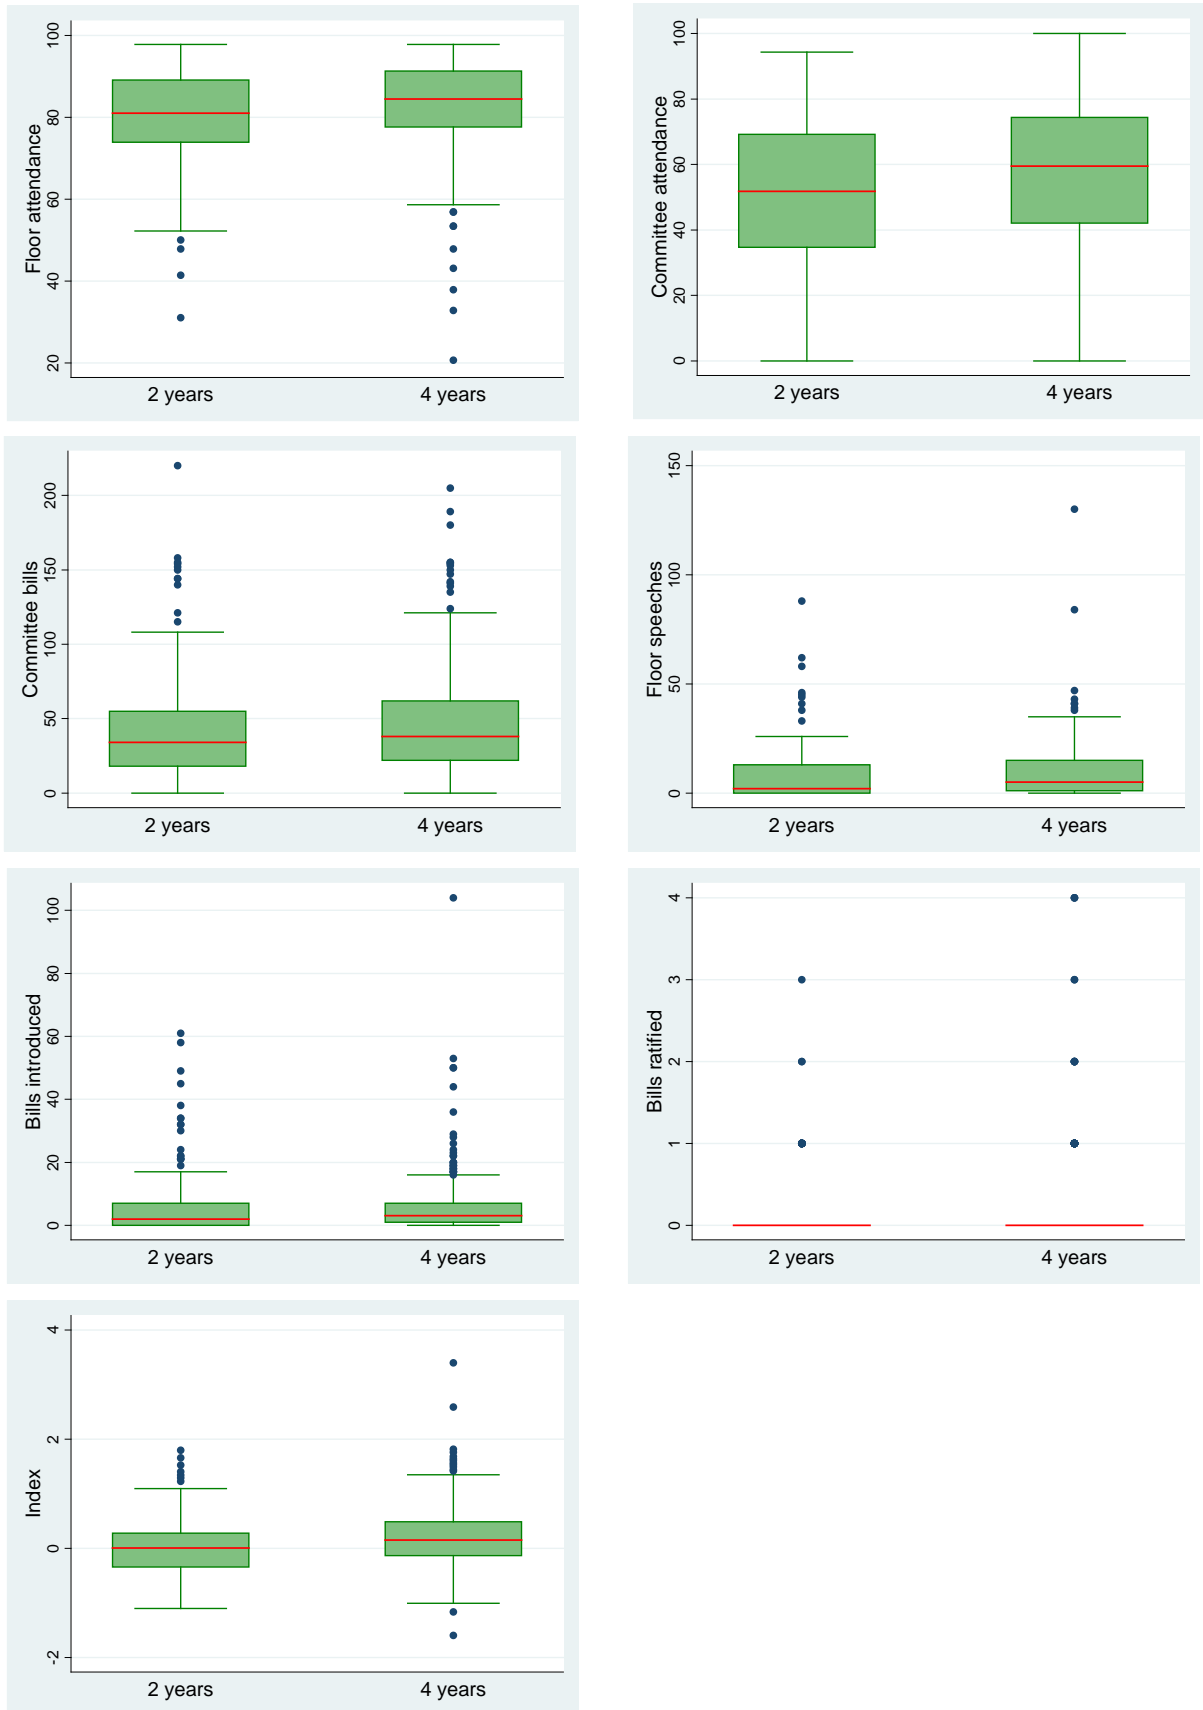 Floor attendance
100
80
60
40
20
2 years
4 years
Committee attendance
100
80
60
40
20
0
2 years
4 years
Committee bills
200
150
100
50
0
2 years
4 years
Floor speeches
150
100
50
0
2 years
4 years
Bills introduced
100
80
60
40
20
0
2 years
4 years
Bills ratified
4
3
2
1
0
2 years
4 years
Index
4
2
0
-2
2 years
4 years